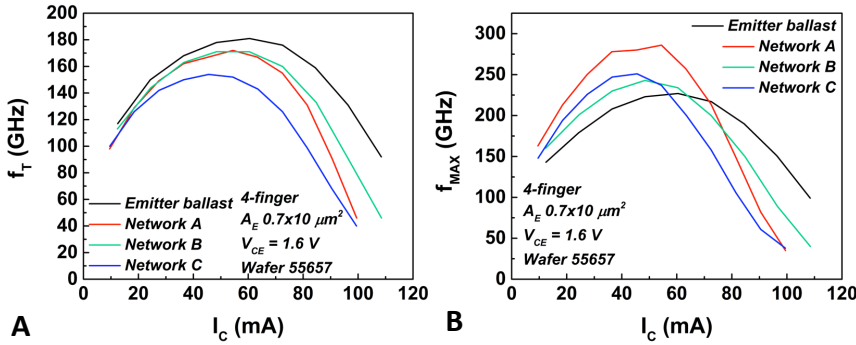 200
180
160
140
120
100
80
60
40
20
0
f_T (GHz)
Emitter ballast
Network A
Network B
Network C
4-finger
A_E 0.7x10 μm²
V_CE = 1.6 V
Wafer 55657
0 20 40 60 80 100 120
I_C (mA)
A
350
300
250
200
150
100
50
0
f_MAX (GHz)
Emitter ballast
Network A
Network B
Network C
4-finger
A_E 0.7x10 μm²
V_CE = 1.6 V
Wafer 55657
0 20 40 60 80 100 120
I_C (mA)
B